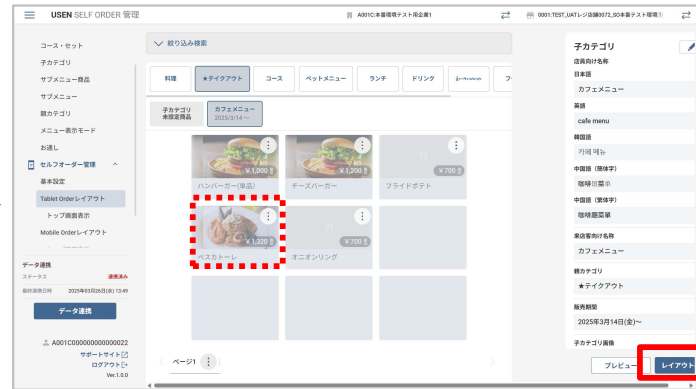 USEN SELF ORDER 管理
A001C:本番環境テスト用企業1
0001:TEST_UATレジ店舗0072_SO本番テスト環境①
コース・セット
子カテゴリ
サブメニュー商品
サブメニュー
親カテゴリ
メニュー表示モード
お通し
セルフオーダー管理
基本設定
Tablet Orderレイアウト
トップ画面表示
Mobile Orderレイアウト
データ連携
ステータス
連携済み
最終連携日時
2025年03月26日(水) 13:49
データ連携
A001C000000000000022
サポートサイト
ログアウト
Ver.1.0.0
絞り込み検索
料理
★テイクアウト
コース
ペットメニュー
ランチ
ドリンク
子カテゴリ
未設定商品
カフェメニュー
2025/3/14 ～
¥1,000
ハンバーガー(単品)
¥1,200
チーズバーガー
¥700
フライドポテト
¥1,320
ペスカトーレ
¥700
オニオンリング
ページ1
子カテゴリ
店員向け名称
日本語
カフェメニュー
英語
cafe menu
韓国語
카페 메뉴
中国語（簡体字）
咖啡菜单
中国語（繁体字）
咖啡廳菜單
来店客向け名称
カフェメニュー
親カテゴリ
★テイクアウト
販売期間
2025年3月14日(金)～
子カテゴリ画像
プレビュー
レイアウト